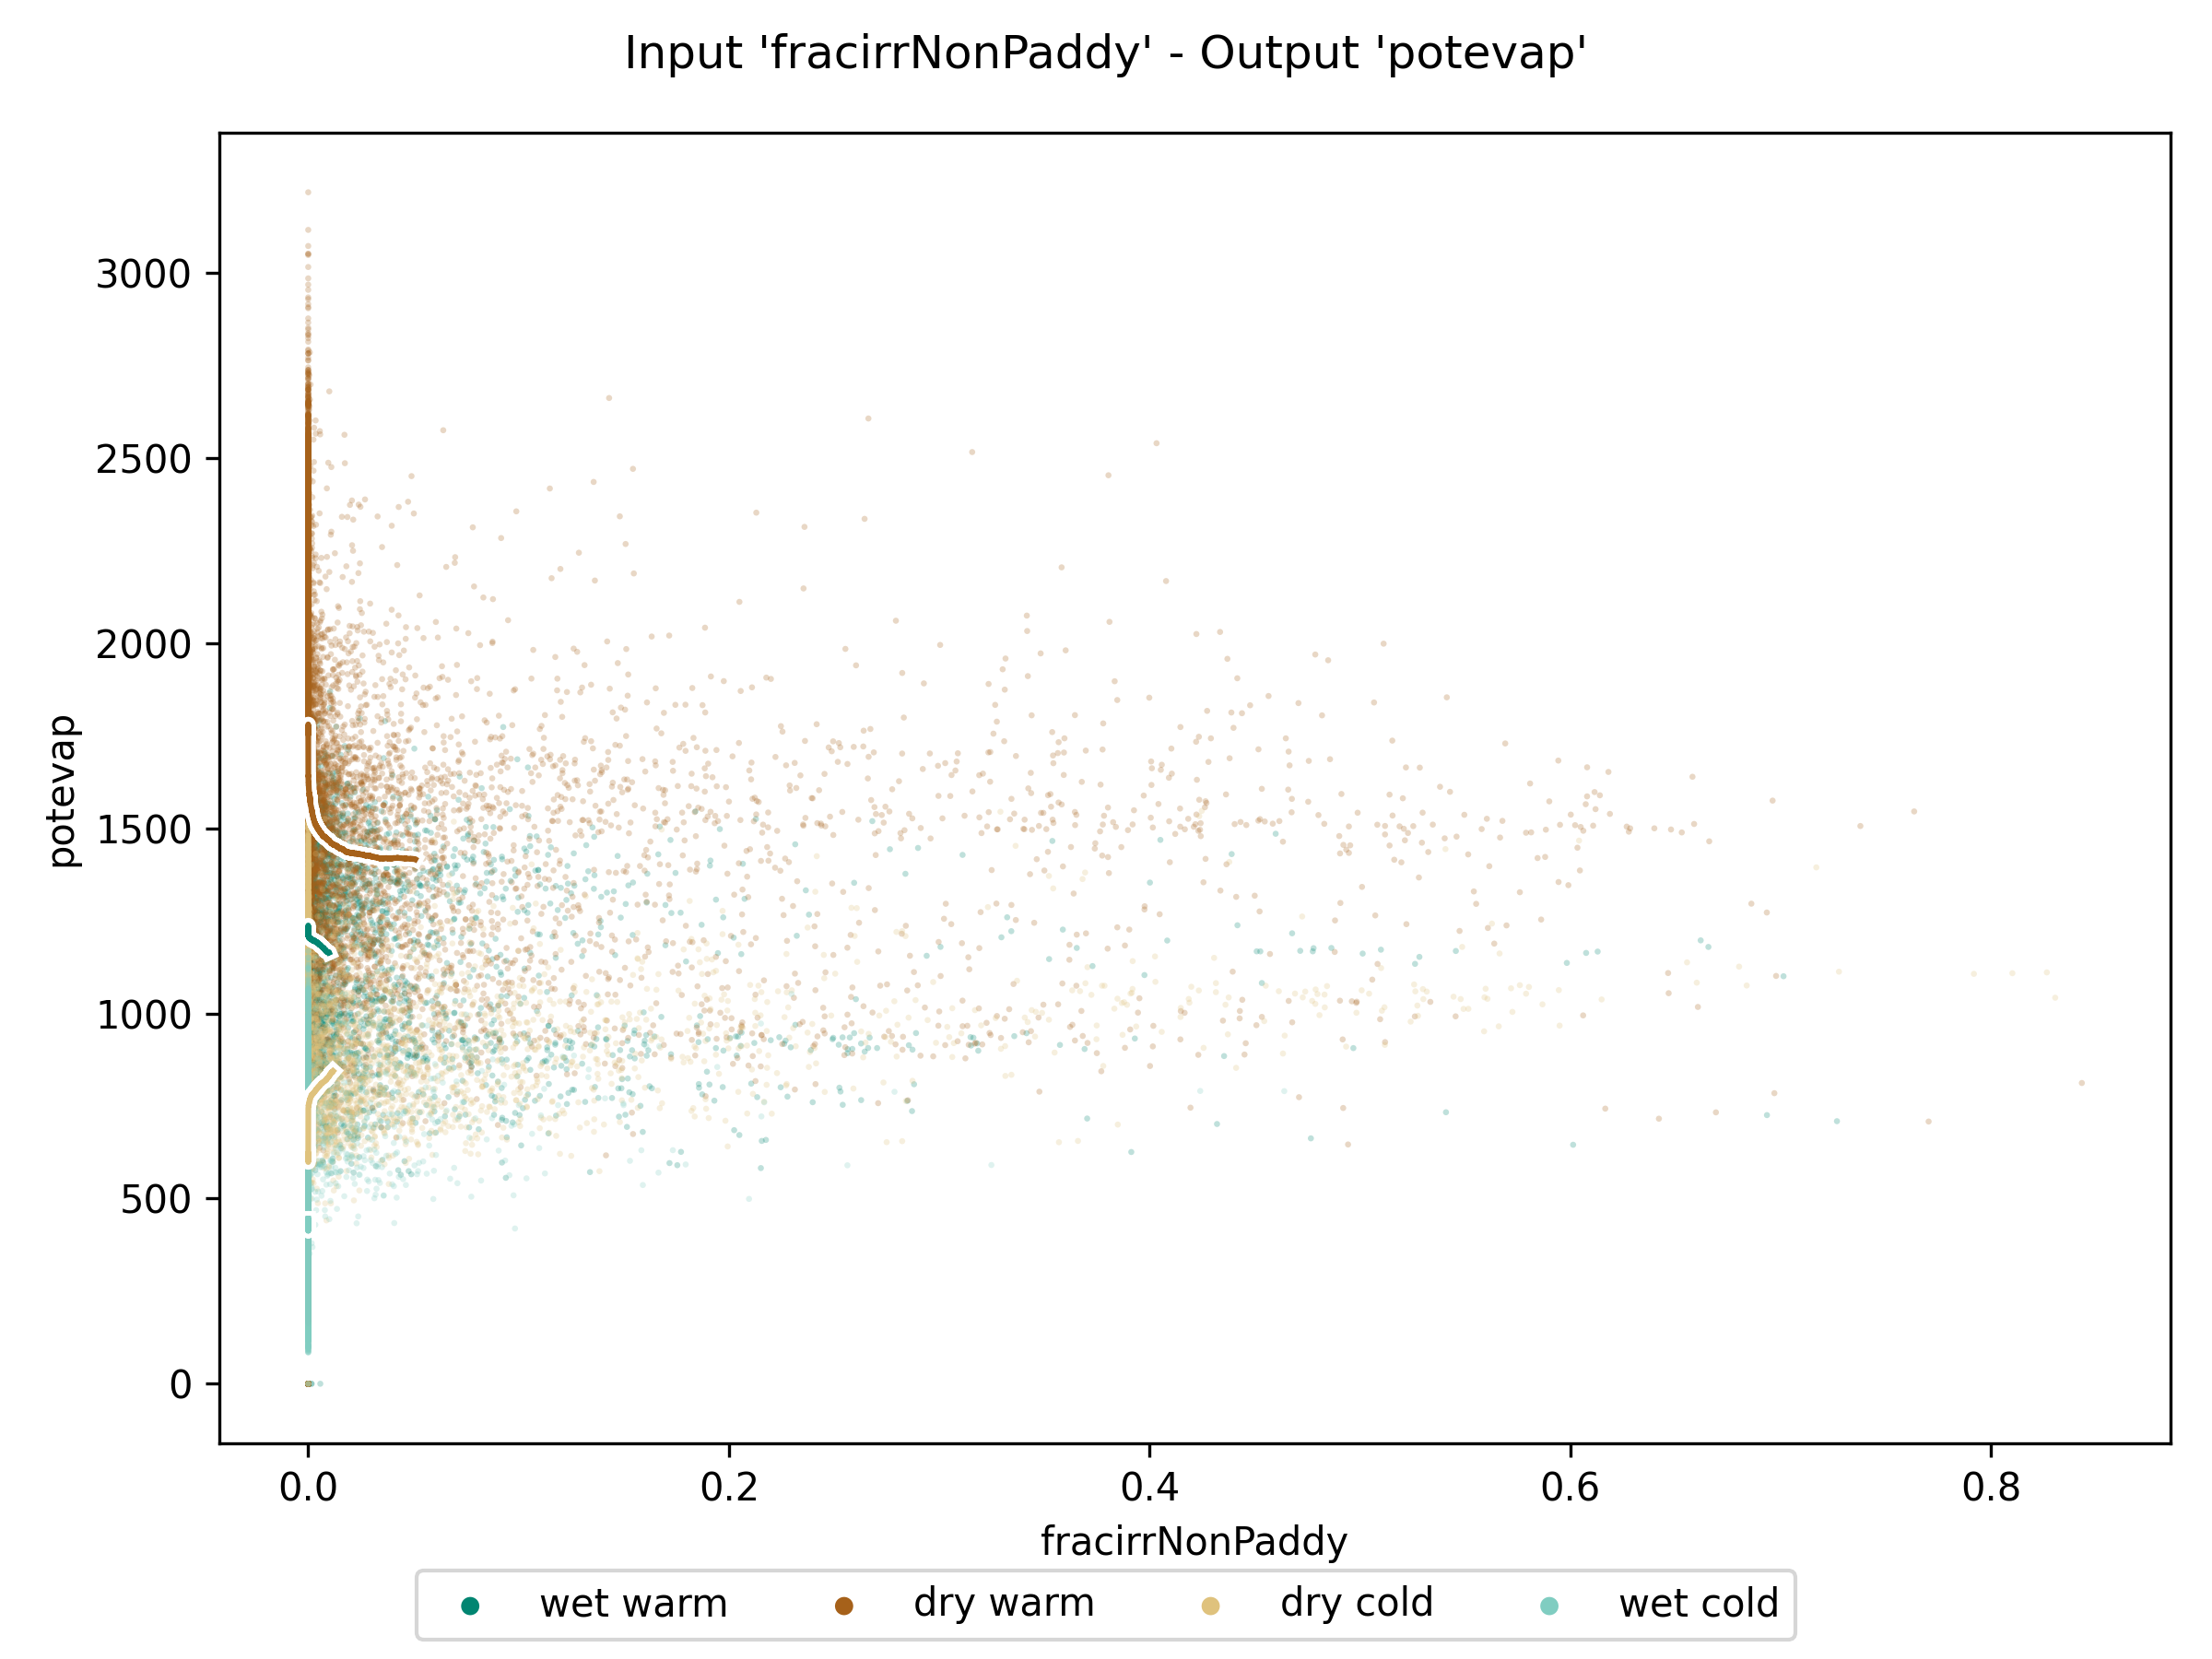 Input 'fracirrNonPaddy' - Output 'potevap'
3000
2500
2000
1500
1000
500
0
potevap
0.0 0.2 0.4 0.6 0.8
fracirrNonPaddy
wet warm dry warm dry cold wet cold